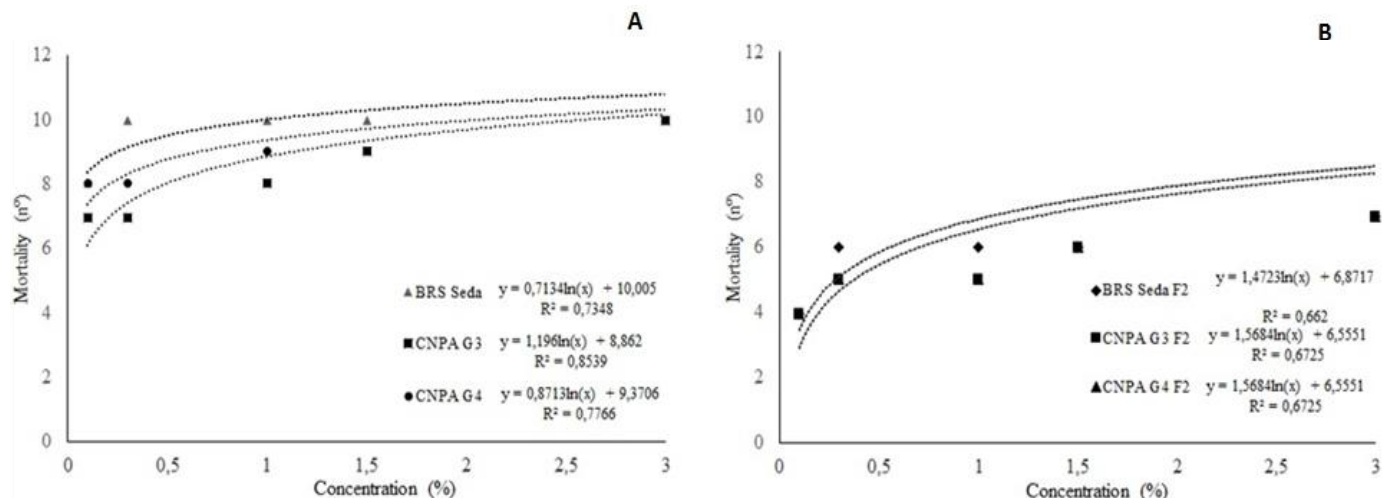 A
12
10
8
6
4
2
0
Mortality (nº)
BRS Seda y = 0,7134ln(x) + 10,005
R² = 0,7348
CNPA G3 y = 1,196ln(x) + 8,862
R² = 0,8539
CNPA G4 y = 0,8713ln(x) + 9,3706
R² = 0,7766
0 0,5 1 1,5 2 2,5 3
Concentration (%)
B
12
10
8
6
4
2
0
Mortality (nº)
BRS Seda F2 y = 1,4723ln(x) + 6,8717
R² = 0,662
CNPA G3 F2 y = 1,5684ln(x) + 6,5551
R² = 0,6725
CNPA G4 F2 y = 1,5684ln(x) + 6,5551
R² = 0,6725
0,5 1 1,5 2 2,5 3
Concentration (%)